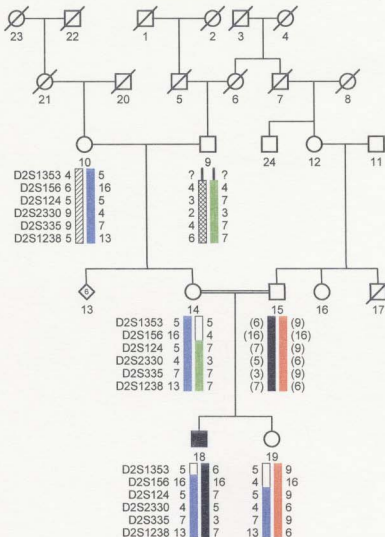 23 22 1 2 3 4
21 20 5 6 7 8
10 9 24 12 11
D2S1353 4 5 ? ?
D2S156 6 16 4 4
D2S124 5 5 3 7
D2S2330 9 4 2 3
D2S335 9 7 4 7
D2S1238 5 13 6 7
6
13 14 15 16 17
D2S1353 5 5 (6) (9)
D2S156 16 4 (16) (16)
D2S124 5 7 (7) (9)
D2S2330 4 3 (5) (6)
D2S335 7 7 (3) (9)
D2S1238 13 7 (7) (6)
18 19
D2S1353 5 6 5 9
D2S156 16 16 4 16
D2S124 5 7 5 9
D2S2330 4 5 4 6
D2S335 7 3 7 9
D2S1238 13 7 13 6